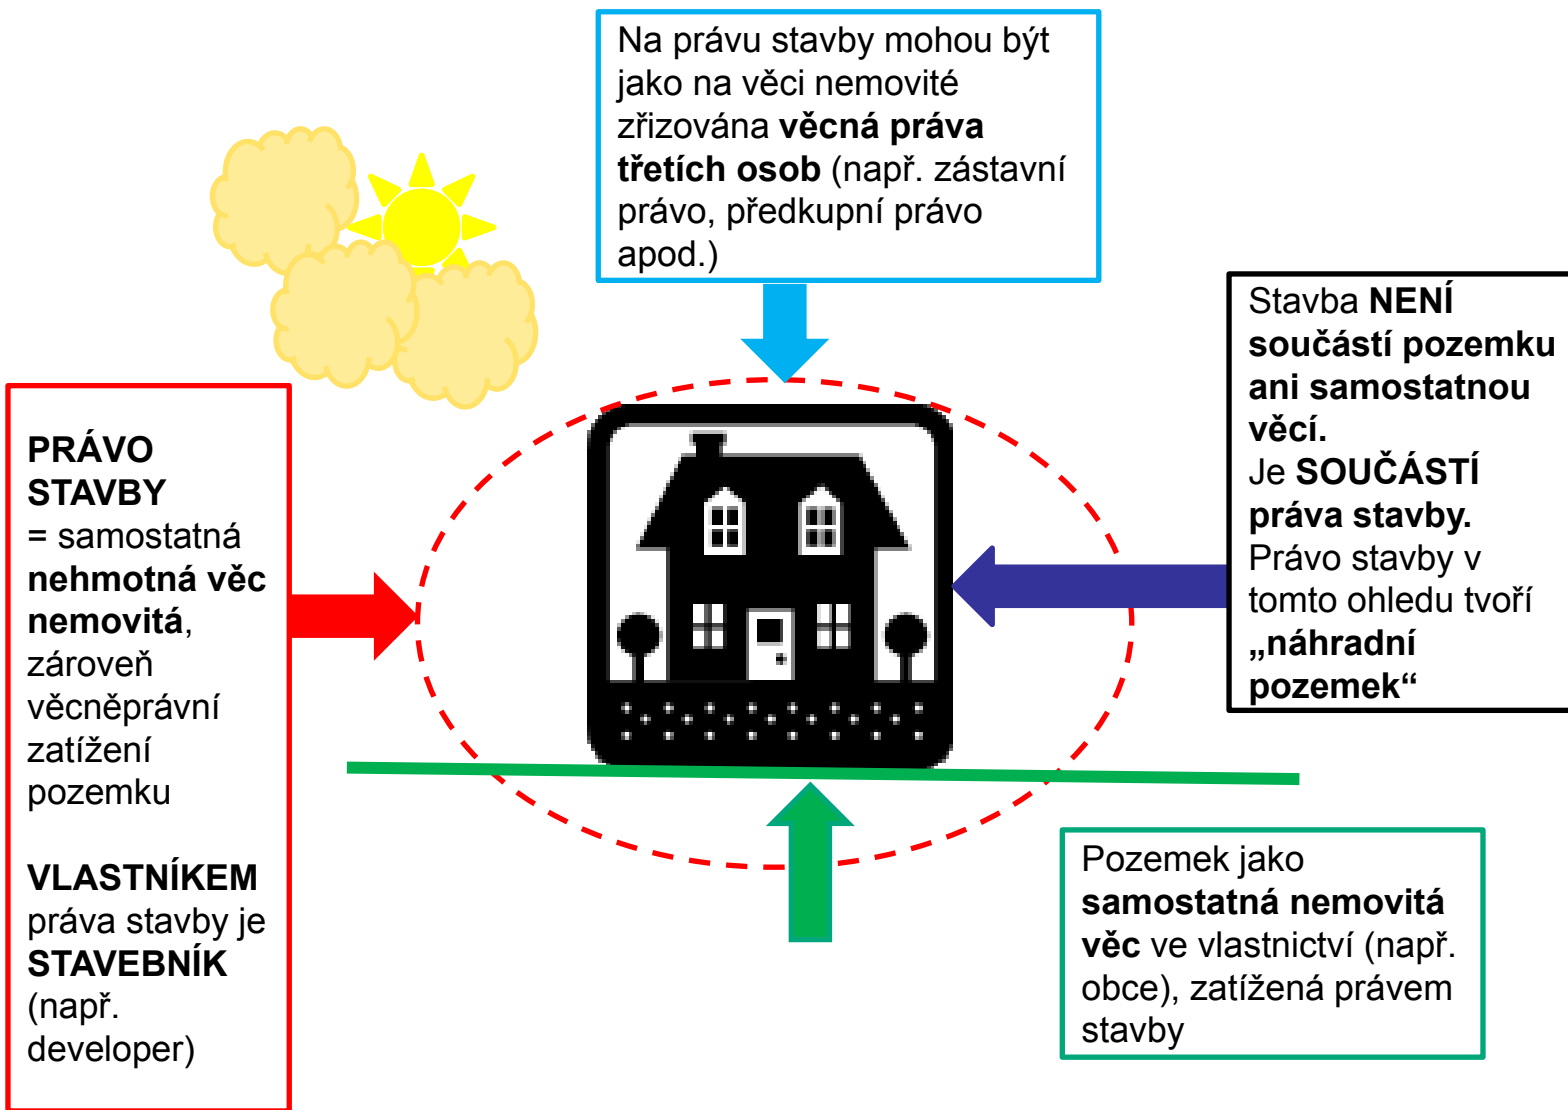 Na právu stavby mohou být
jako na věci nemovité
zřizována věcná práva
třetích osob (např. zástavní
právo, předkupní právo
apod.)
Stavba NENÍ
součástí pozemku
ani samostatnou
věcí.
Je SOUČÁSTÍ
práva stavby.
Právo stavby v
tomto ohledu tvoří
„náhradní
pozemek“
PRÁVO
STAVBY
= samostatná
nehmotná věc
nemovitá,
zároveň
věcněprávní
zatížení
pozemku
VLASTNÍKEM
práva stavby je
STAVEBNÍK
(např.
developer)
Pozemek jako
samostatná nemovitá
věc ve vlastnictví (např.
obce), zatížená právem
stavby